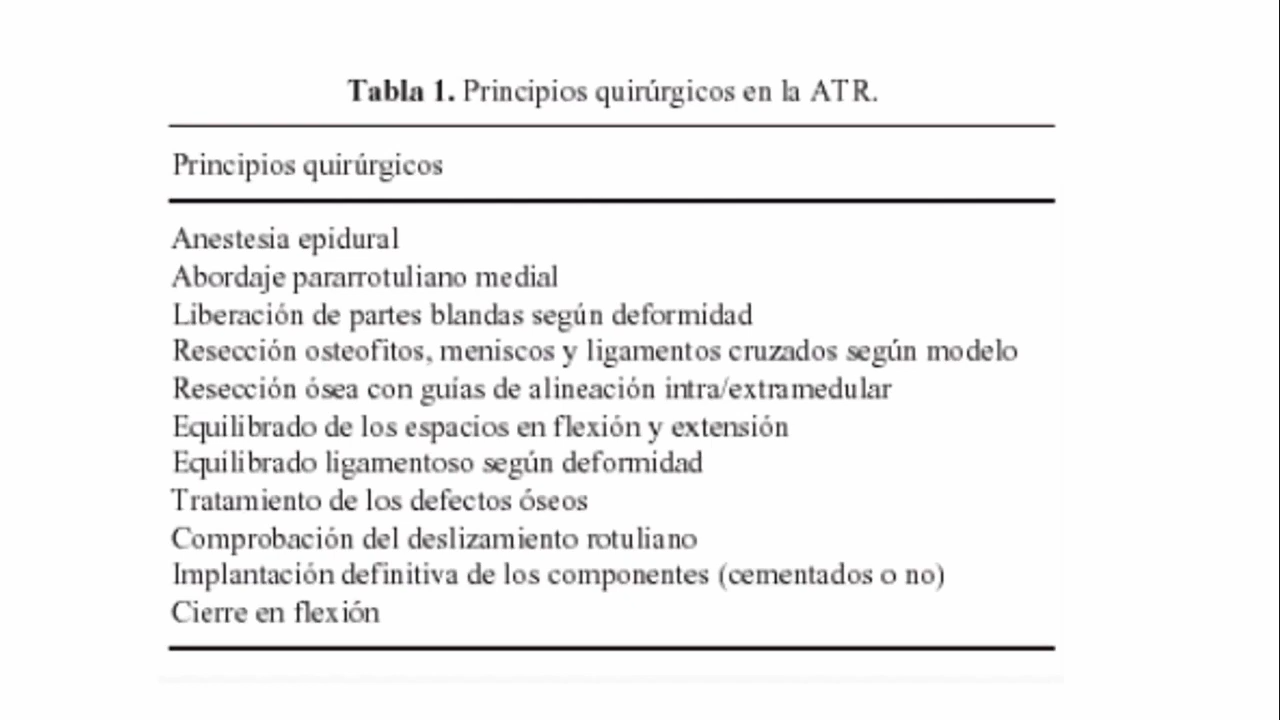 Tabla 1. Principios quirúrgicos en la ATR.
Principios quirúrgicos
Anestesia epidural
Abordaje pararrotuliano medial
Liberación de partes blandas según deformidad
Resección osteofitos, meniscos y ligamentos cruzados según modelo
Resección ósea con guías de alineación intra/extramedular
Equilibrado de los espacios en flexión y extensión
Equilibrado ligamentoso según deformidad
Tratamiento de los defectos óseos
Comprobación del deslizamiento rotuliano
Implantación definitiva de los componentes (cementados o no)
Cierre en flexión